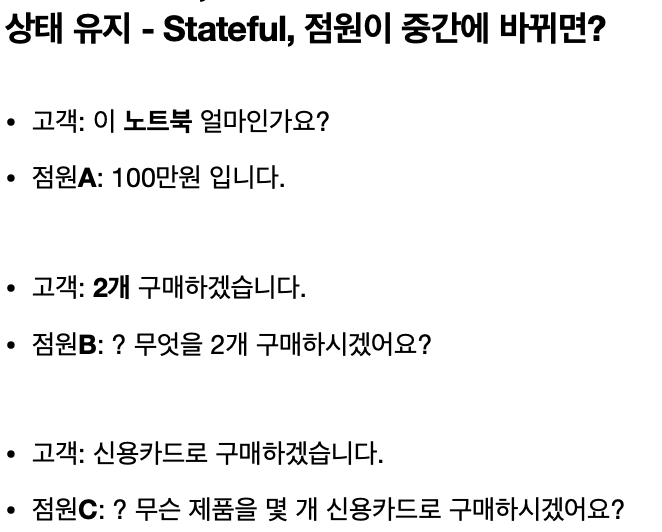 상태 유지 - Stateful, 점원이 중간에 바뀌면?
• 고객: 이 노트북 얼마인가요?
• 점원A: 100만원 입니다.
• 고객: 2개 구매하겠습니다.
• 점원B: ? 무엇을 2개 구매하시겠어요?
• 고객: 신용카드로 구매하겠습니다.
• 점원C: ? 무슨 제품을 몇 개 신용카드로 구매하시겠어요?